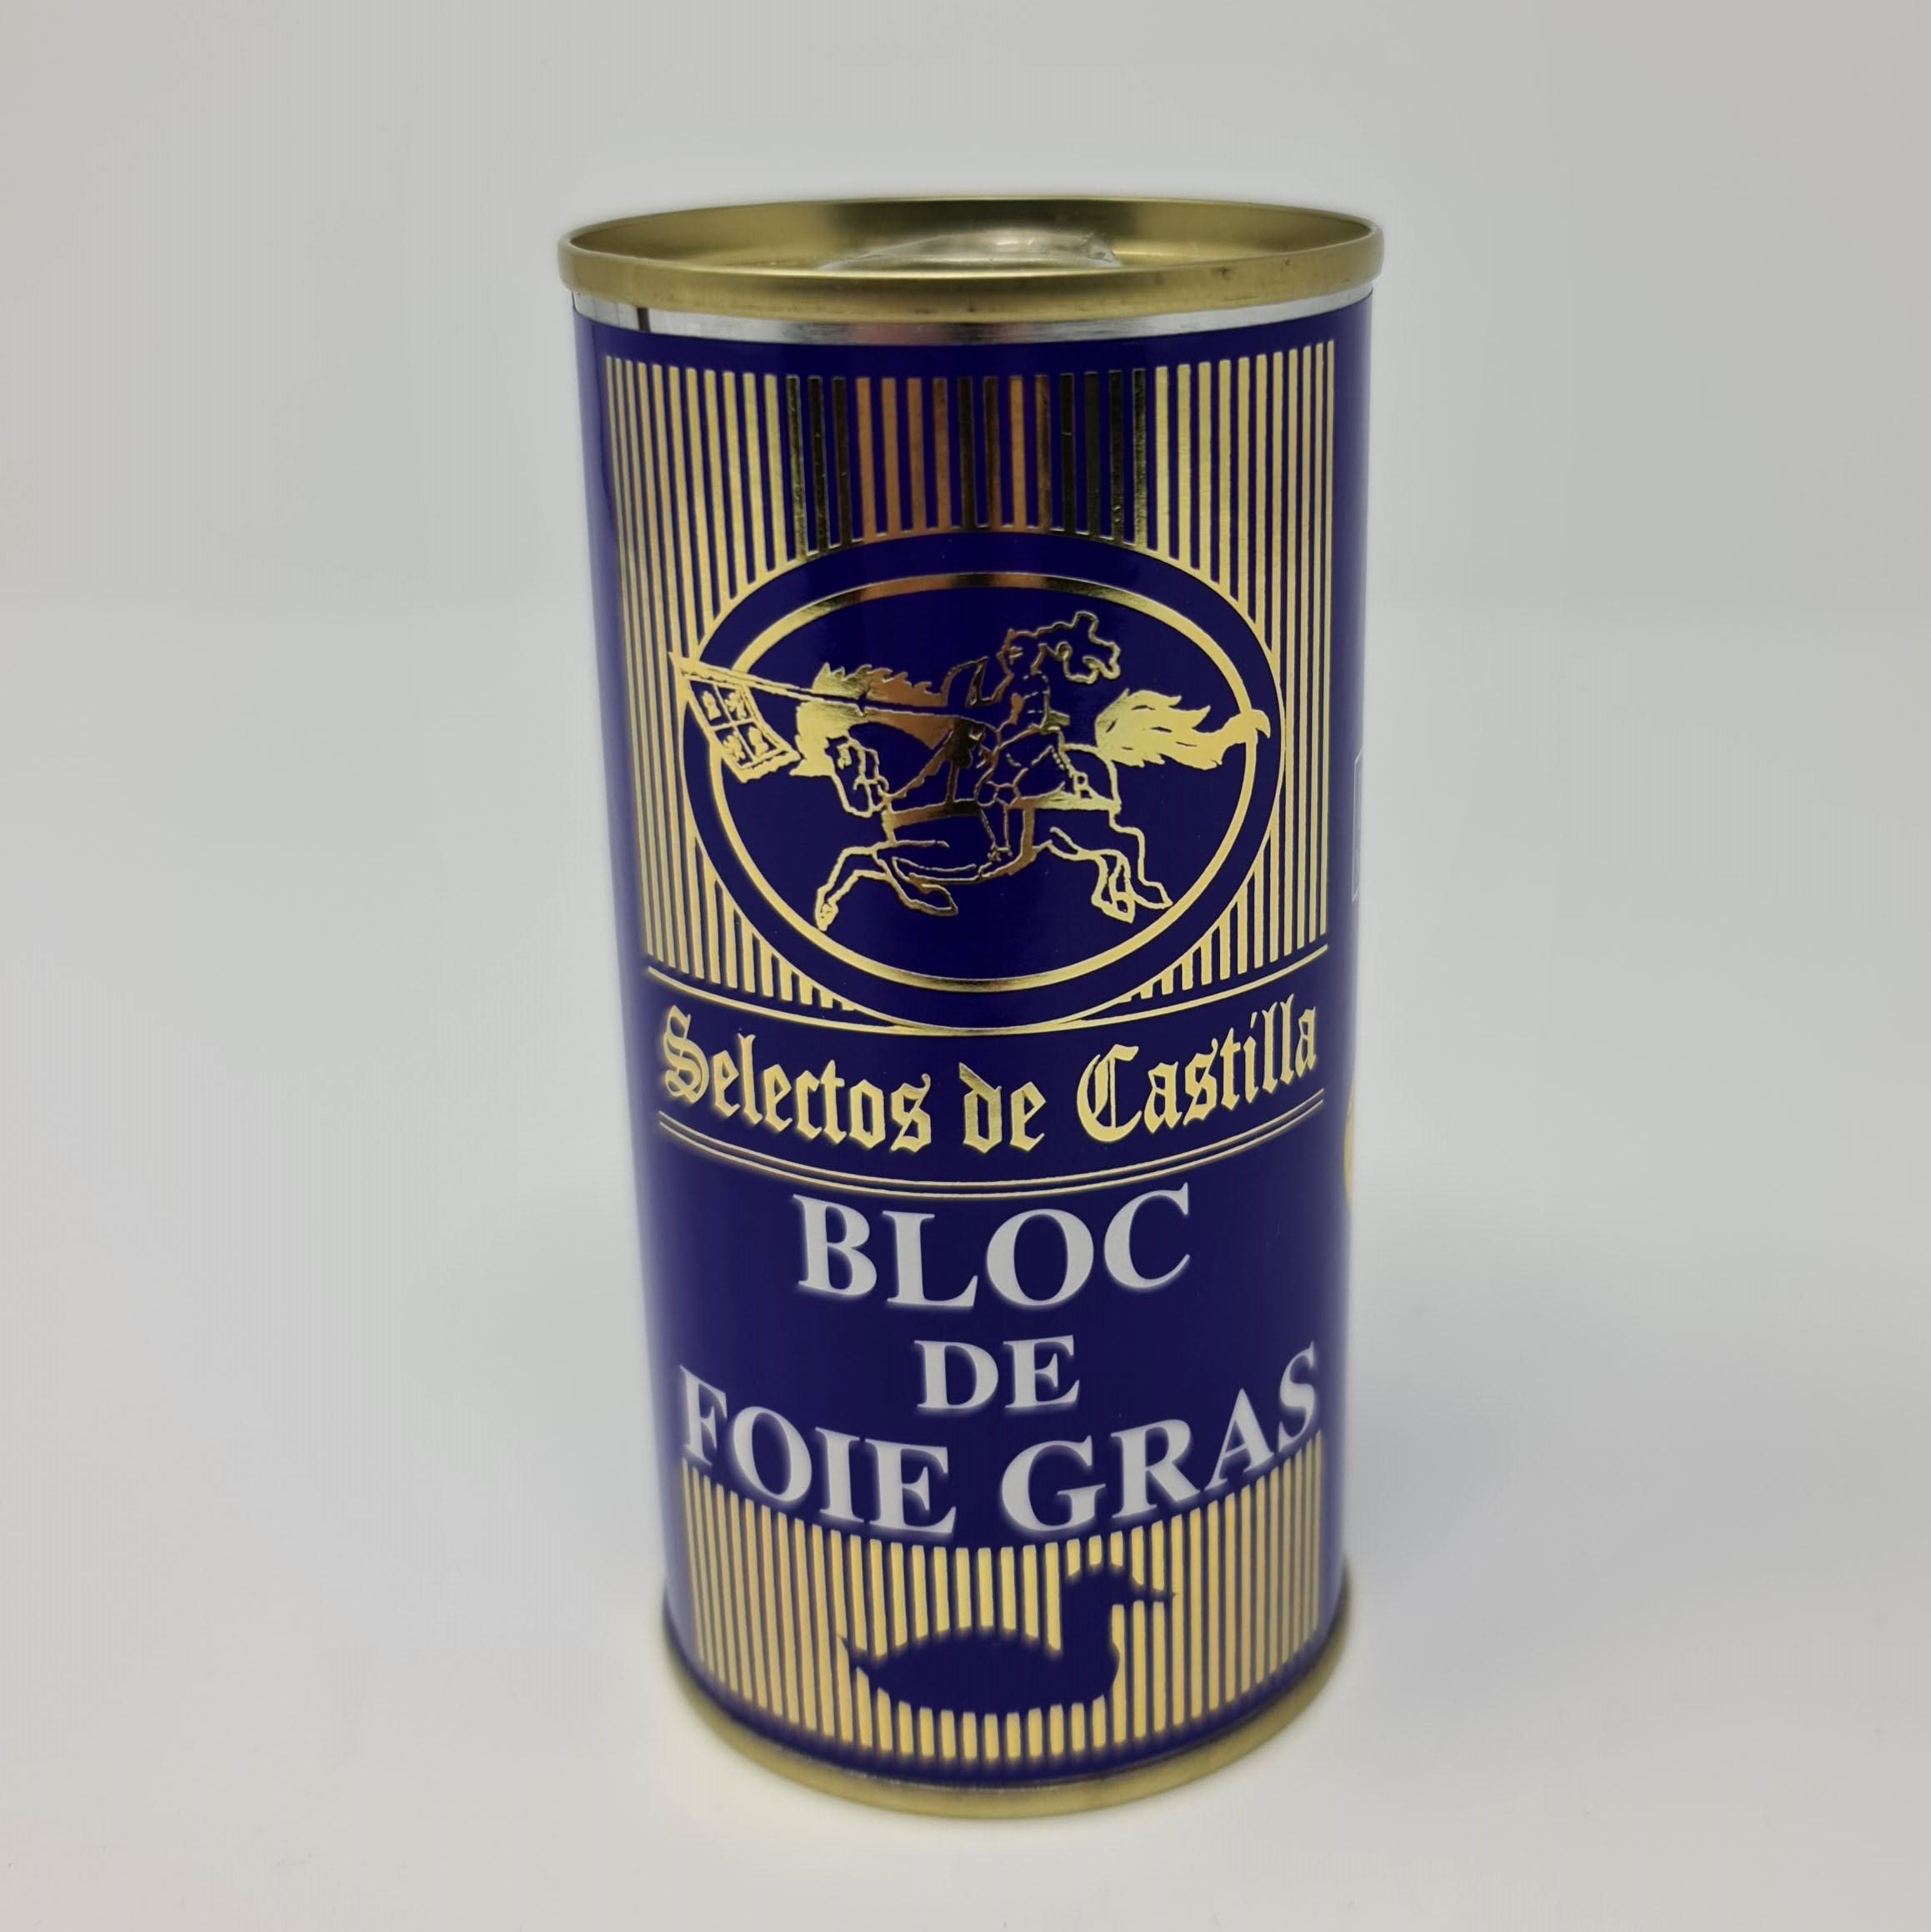 Selectos de Castilla
BLOC
DE
FOIE GRAS